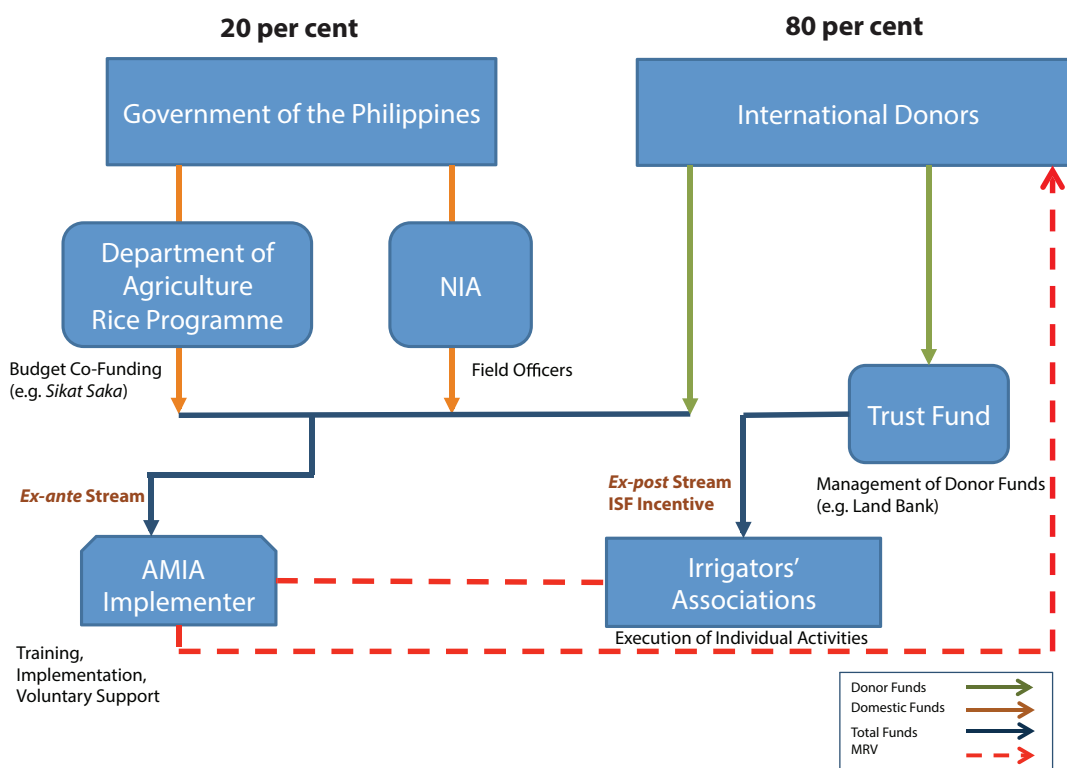 20 per cent
80 per cent
Government of the Philippines
International Donors
Department of
Agriculture
Rice Programme
NIA
Budget Co-Funding
(e.g. Sikat Saka)
Field Officers
Trust Fund
Management of Donor Funds
(e.g. Land Bank)
Ex-ante Stream
Ex-post Stream
ISF Incentive
AMIA
Implementer
Irrigators’
Associations
Execution of Individual Activities
Training,
Implementation,
Voluntary Support
Donor Funds
Domestic Funds
Total Funds
MRV